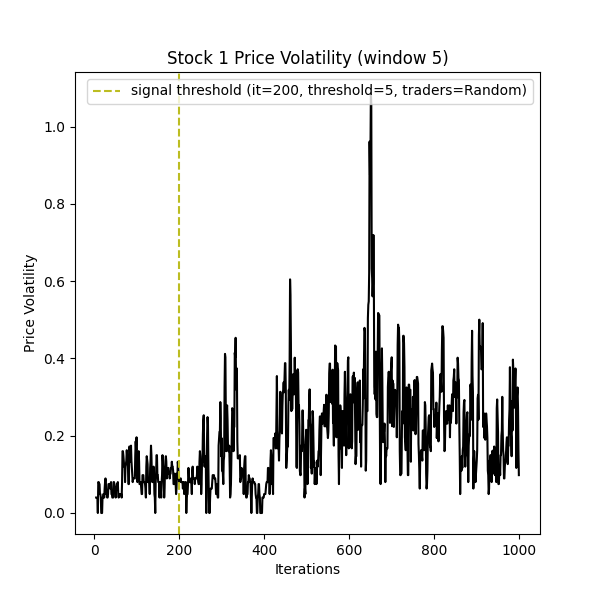 Stock 1 Price Volatility (window 5)
signal threshold (it=200, threshold=5, traders=Random)
Price Volatility
1.0
0.8
0.6
0.4
0.2
0.0
0 200 400 600 800 1000
Iterations